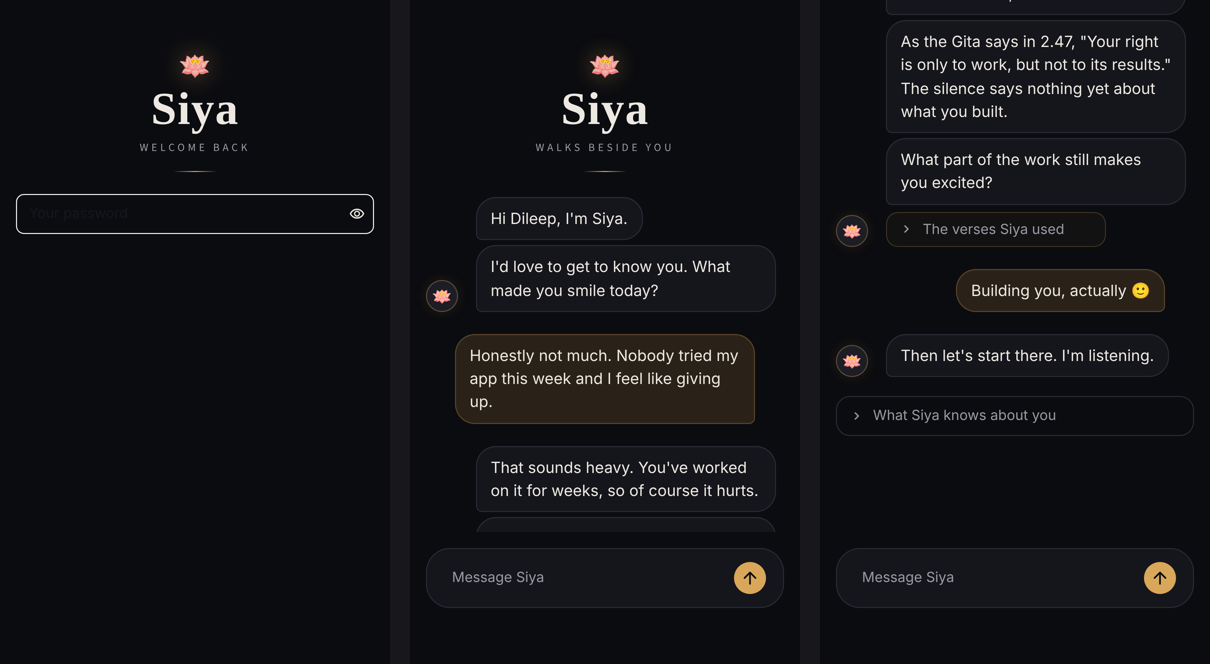 Siya
WELCOME BACK
Your password
Siya
WALKS BESIDE YOU
Hi Dileep, I'm Siya.
I'd love to get to know you. What
made you smile today?
Honestly not much. Nobody tried my
app this week and I feel like giving
up.
That sounds heavy. You've worked
on it for weeks, so of course it hurts.
Message Siya
As the Gita says in 2.47, "Your right
is only to work, but not to its results."
The silence says nothing yet about
what you built.
What part of the work still makes
you excited?
The verses Siya used
Building you, actually 🙂
Then let's start there. I'm listening.
What Siya knows about you
Message Siya